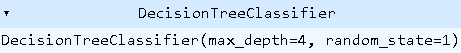 ▾ DecisionTreeClassifier
DecisionTreeClassifier(max_depth=4, random_state=1)